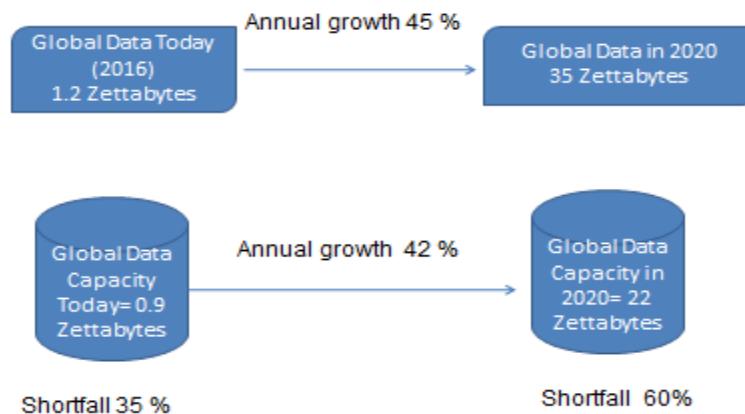 Annual growth 45 %
Global Data Today
(2016)
1.2 Zettabytes
Global Data in 2020
35 Zettabytes
Global Data
Capacity
Today= 0.9
Zettabytes
Annual growth  42 %
Global Data
Capacity in
2020= 22
Zettabytes
Shortfall 35 %
Shortfall  60%